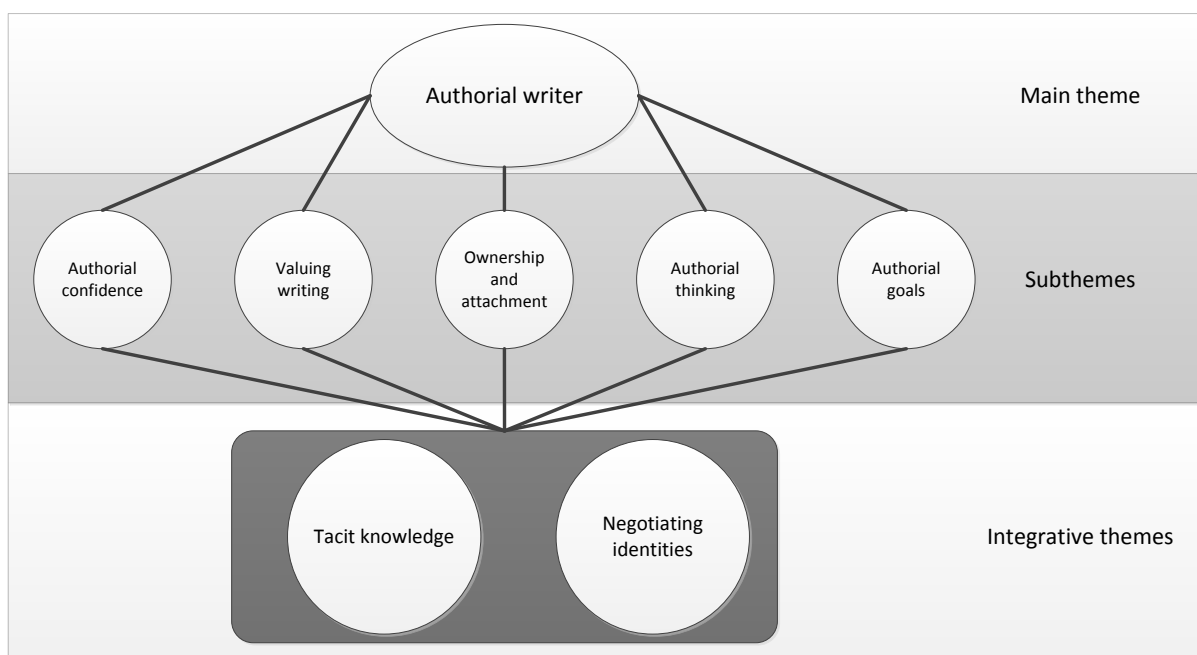 Authorial writer
Main theme
Authorial
confidence
Valuing
writing
Ownership
and
attachment
Authorial
thinking
Authorial
goals
Subthemes
Tacit knowledge
Negotiating
identities
Integrative themes